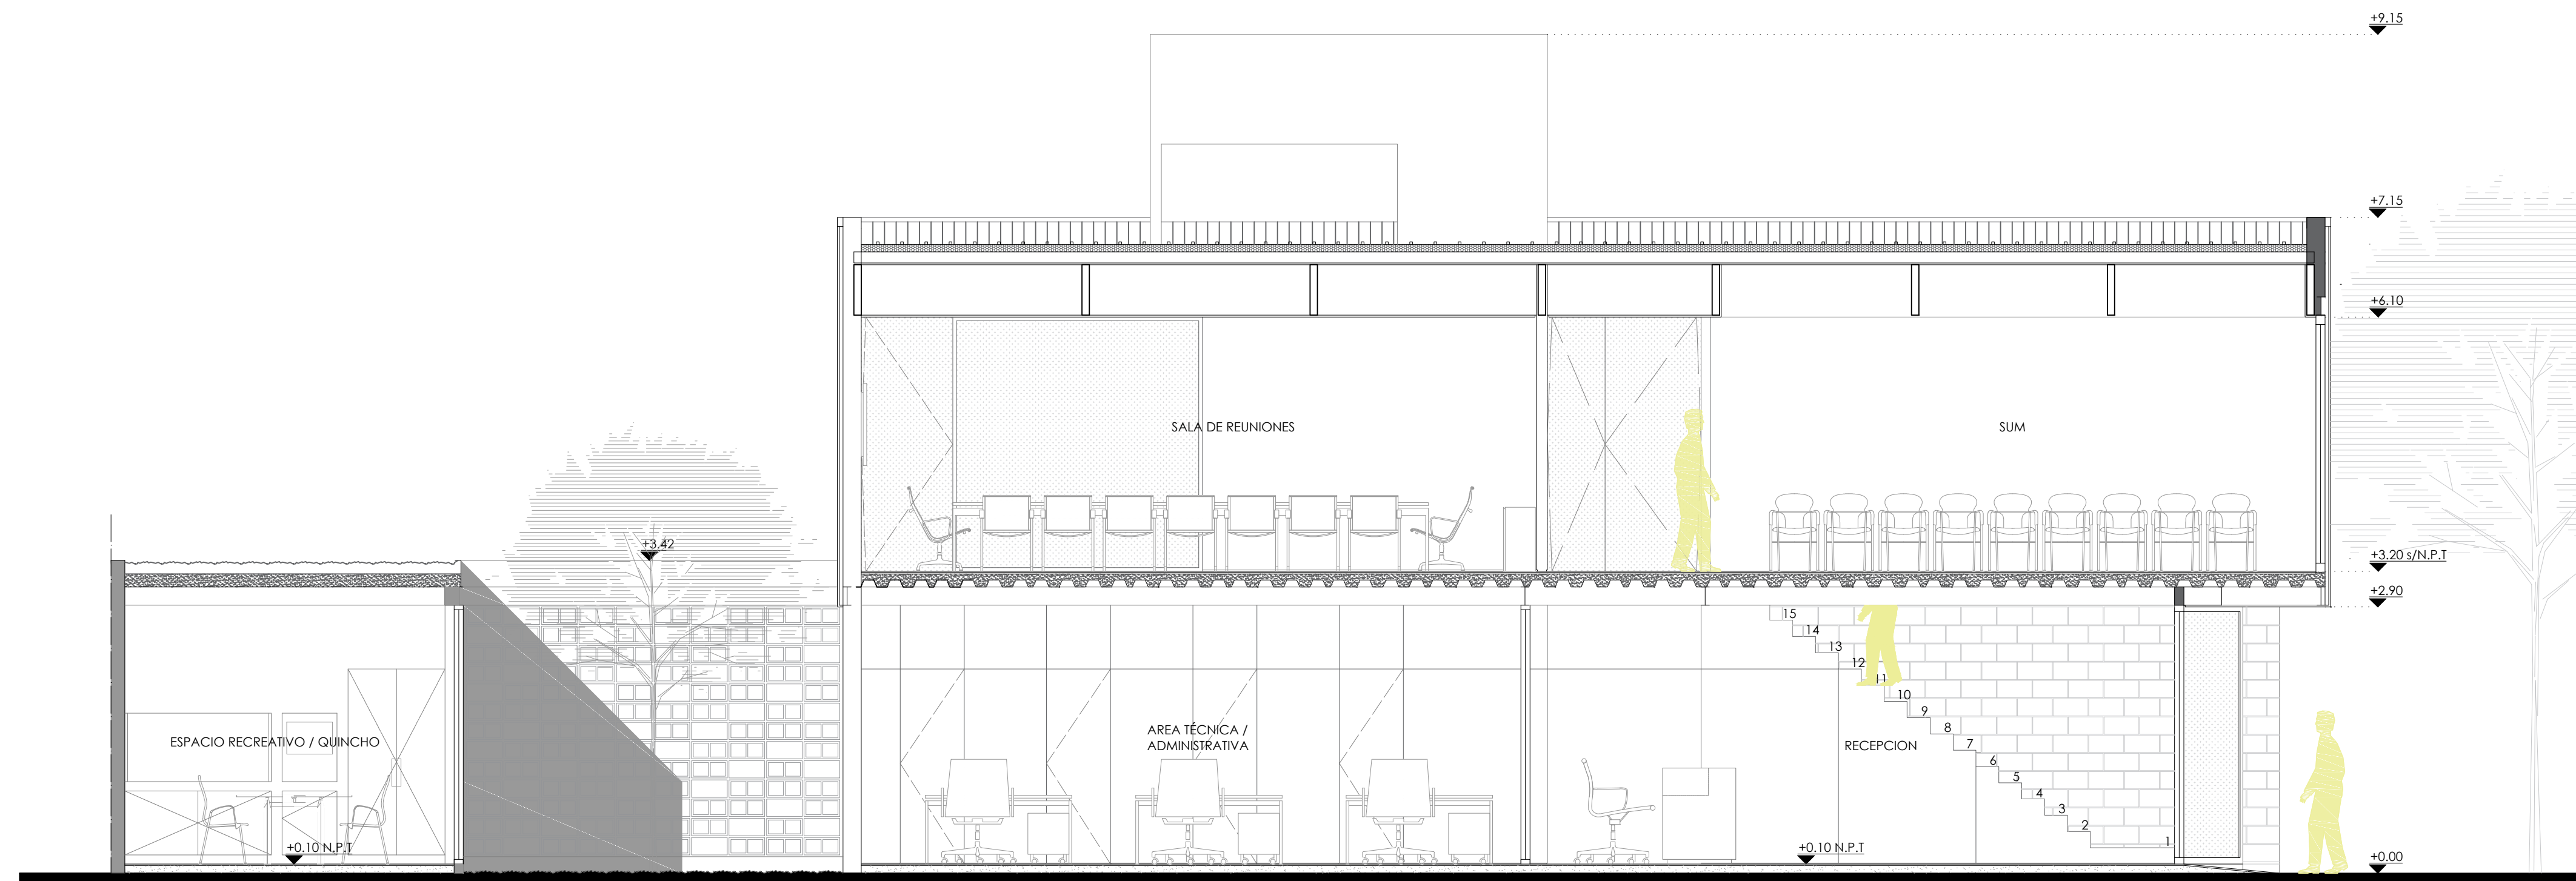 +9.15
+7.15
+6.10
SALA DE REUNIONES
SUM
+3.42
+3.20 s/N.P.T
+2.90
15
14
13
12
11
10
9
8
7
6
5
4
3
2
1
ESPACIO RECREATIVO / QUINCHO
AREA TÉCNICA /
ADMINISTRATIVA
RECEPCION
+0.10 N.P.T
+0.10 N.P.T
+0.00